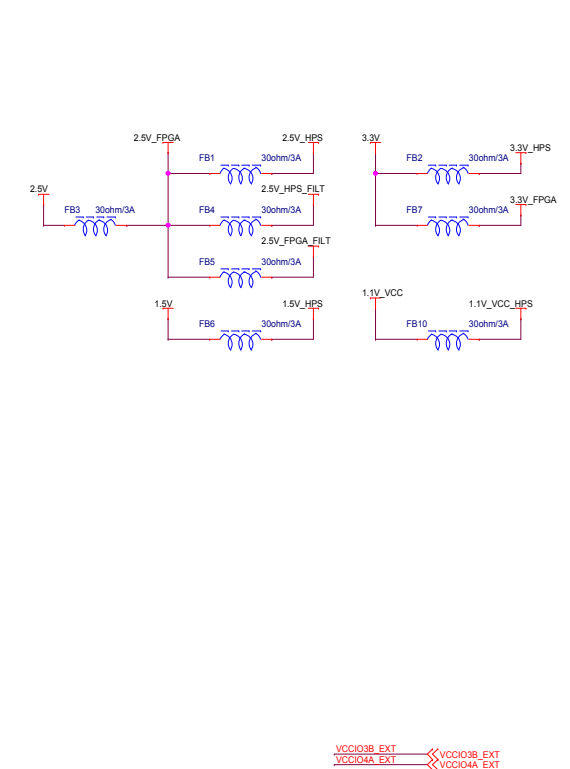 2.5V_FPGA 2.5V_HPS 3.3V
3.3V_HPS
FB1 30ohm/3A FB2 30ohm/3A
2.5V 2.5V_HPS_FILT
3.3V_FPGA
FB3 30ohm/3A FB4 30ohm/3A FB7 30ohm/3A
2.5V_FPGA_FILT
FB5 30ohm/3A
1.1V_VCC
1.5V 1.5V_HPS 1.1V_VCC_HPS
FB6 30ohm/3A FB10 30ohm/3A
VCCIO3B_EXT VCCIO3B_EXT
VCCIO4A_EXT VCCIO4A_EXT